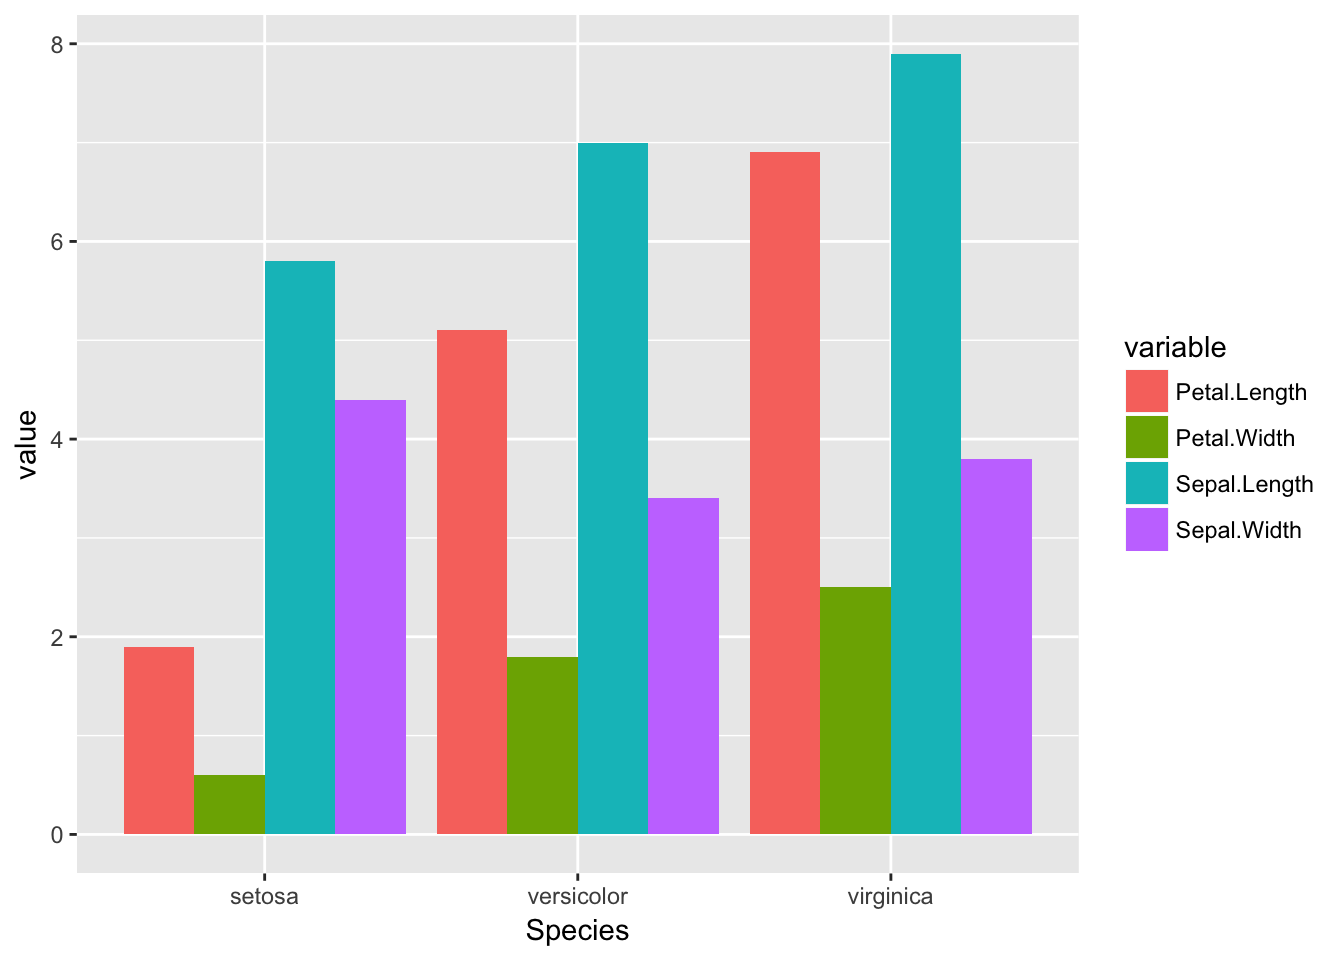 8
6
4
2
0
value
setosa
versicolor
virginica
Species
variable
Petal.Length
Petal.Width
Sepal.Length
Sepal.Width